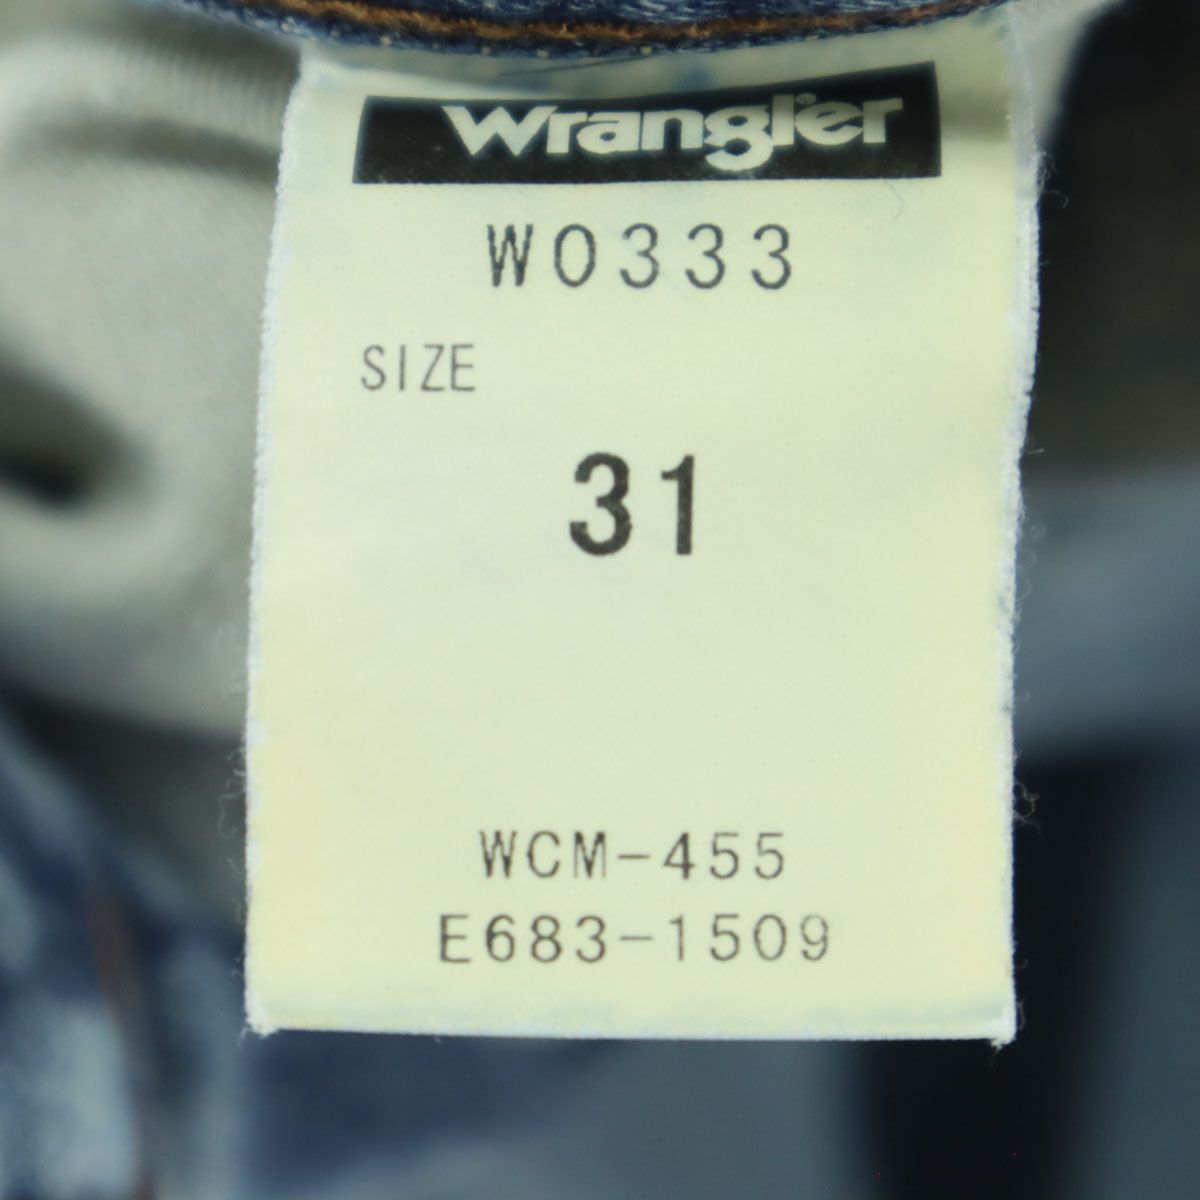 Wrangler®
W0333
SIZE
31
WCM-455
E683-1509